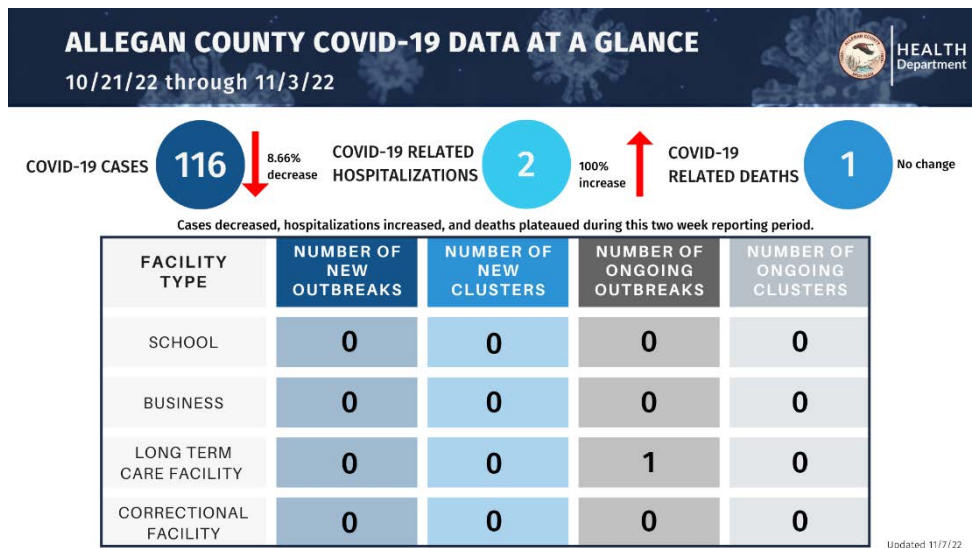 ALLEGAN COUNTY COVID-19 DATA AT A GLANCE
10/21/22 through 11/3/22
HEALTH
Department
COVID-19 CASES
116
8.66%
decrease
COVID-19 RELATED
HOSPITALIZATIONS
2
100%
increase
COVID-19
RELATED DEATHS
1
No change
Cases decreased, hospitalizations increased, and deaths plateaued during this two week reporting period.
FACILITY
TYPE
NUMBER OF
NEW
OUTBREAKS
NUMBER OF
NEW
CLUSTERS
NUMBER OF
ONGOING
OUTBREAKS
NUMBER OF
ONGOING
CLUSTERS
SCHOOL
0
0
0
0
BUSINESS
0
0
0
0
LONG TERM
CARE FACILITY
0
0
1
0
CORRECTIONAL
FACILITY
0
0
0
0
Updated 11/7/22